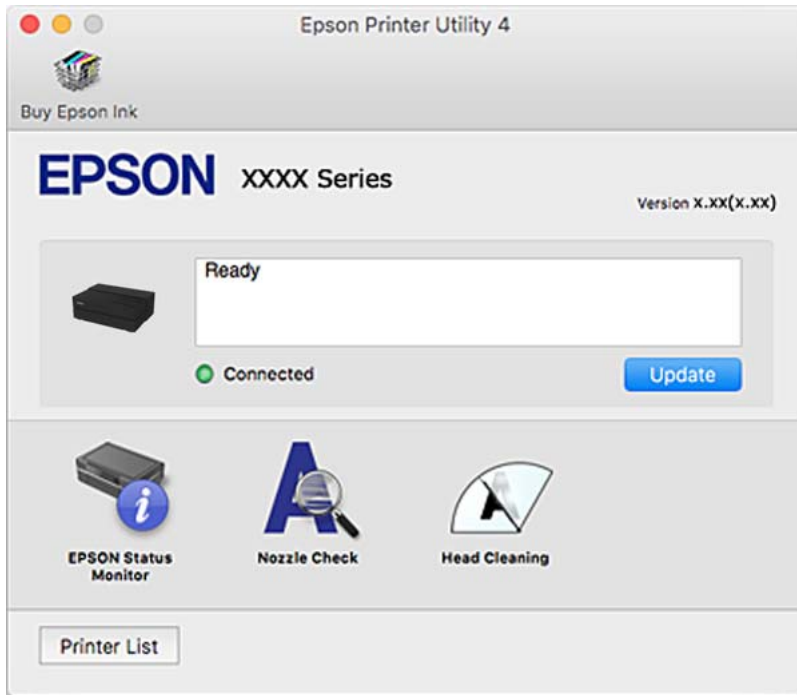 Epson Printer Utility 4
Buy Epson Ink
EPSON XXXX Series
Version x.xx(x.xx)
Ready
Connected
Update
EPSON Status
Monitor
Nozzle Check
Head Cleaning
Printer List